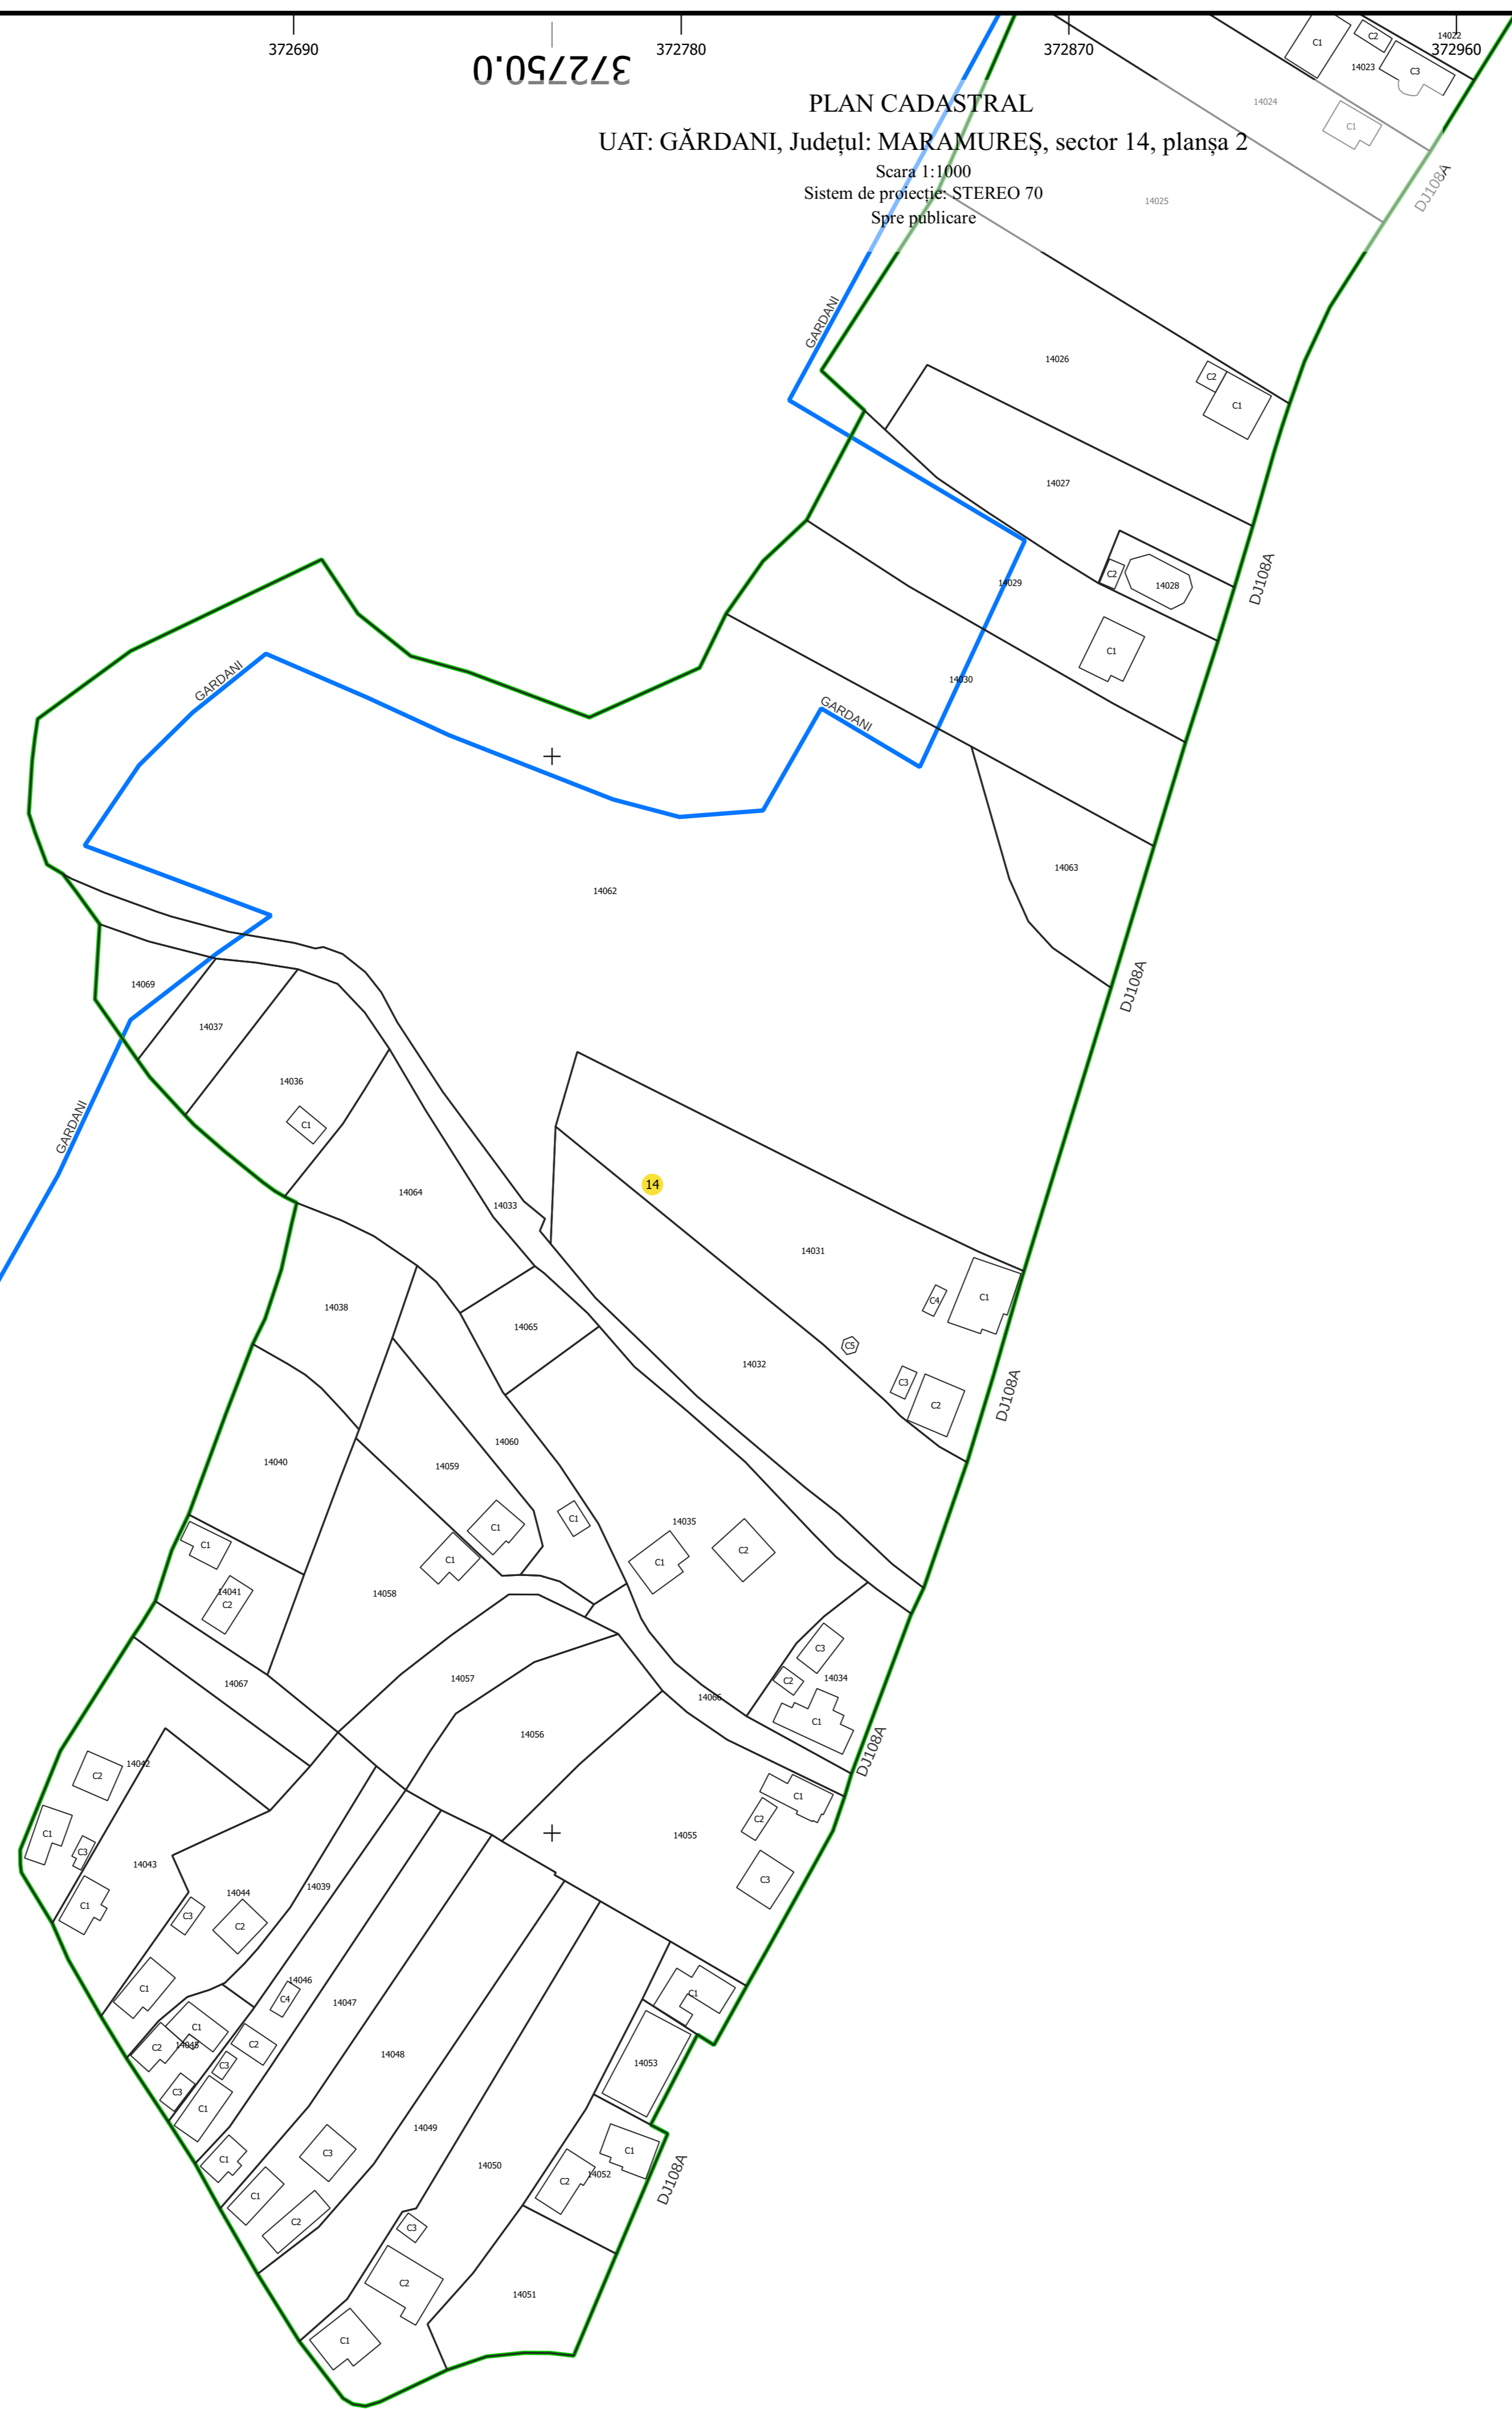 372690
372780
372870
372960
372750.0
PLAN CADASTRAL
UAT: GĂRDANI, Județul: MARAMUREȘ, sector 14, planșa 2
Scara 1:1000
Sistem de proiecție: STEREO 70
Spre publicare
14022
C1
C2
14023
C3
14024
C1
DJ108A
14025
GARDANI
14026
C2
C1
14027
DJ108A
C2
14028
14029
C1
GARDANI
14030
GARDANI
14063
14062
14069
DJ108A
14037
14036
C1
GARDANI
14064
14033
14
14031
14038
14065
C4
C1
C5
14032
C3
C2
DJ108A
14040
14060
14059
C1
C1
C1
14035
C1
C2
C1
14041
C2
14058
C3
14034
C2
C1
14067
14057
14066
14056
DJ108A
14042
C2
C1
C2
C1
C3
14055
14043
C3
C1
14044
14039
C3
C2
C1
14046
C4
C1
14047
C1
C2
14045
C2
C3
14048
14053
C3
C1
14049
C1
C3
C1
14050
14052
C2
DJ108A
C1
C2
C3
C2
14051
C1